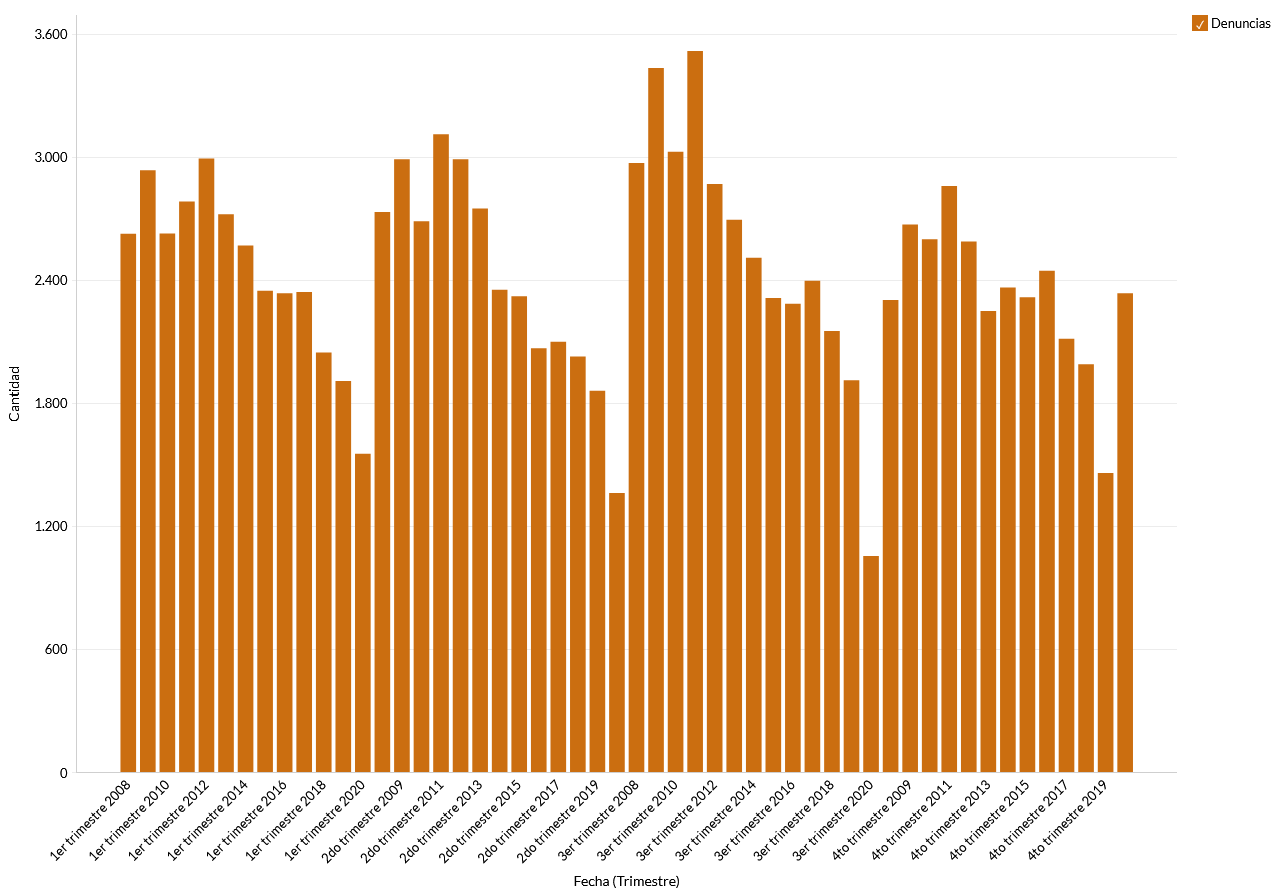 Denuncias
3.600
3.000
2.400
1.800
1.200
600
0
Cantidad
1er trimestre 2008
1er trimestre 2010
1er trimestre 2012
1er trimestre 2014
1er trimestre 2016
1er trimestre 2018
1er trimestre 2020
2do trimestre 2009
2do trimestre 2011
2do trimestre 2013
2do trimestre 2015
2do trimestre 2017
2do trimestre 2019
3er trimestre 2008
3er trimestre 2010
3er trimestre 2012
3er trimestre 2014
3er trimestre 2016
3er trimestre 2018
3er trimestre 2020
4to trimestre 2009
4to trimestre 2011
4to trimestre 2013
4to trimestre 2015
4to trimestre 2017
4to trimestre 2019
Fecha (Trimestre)